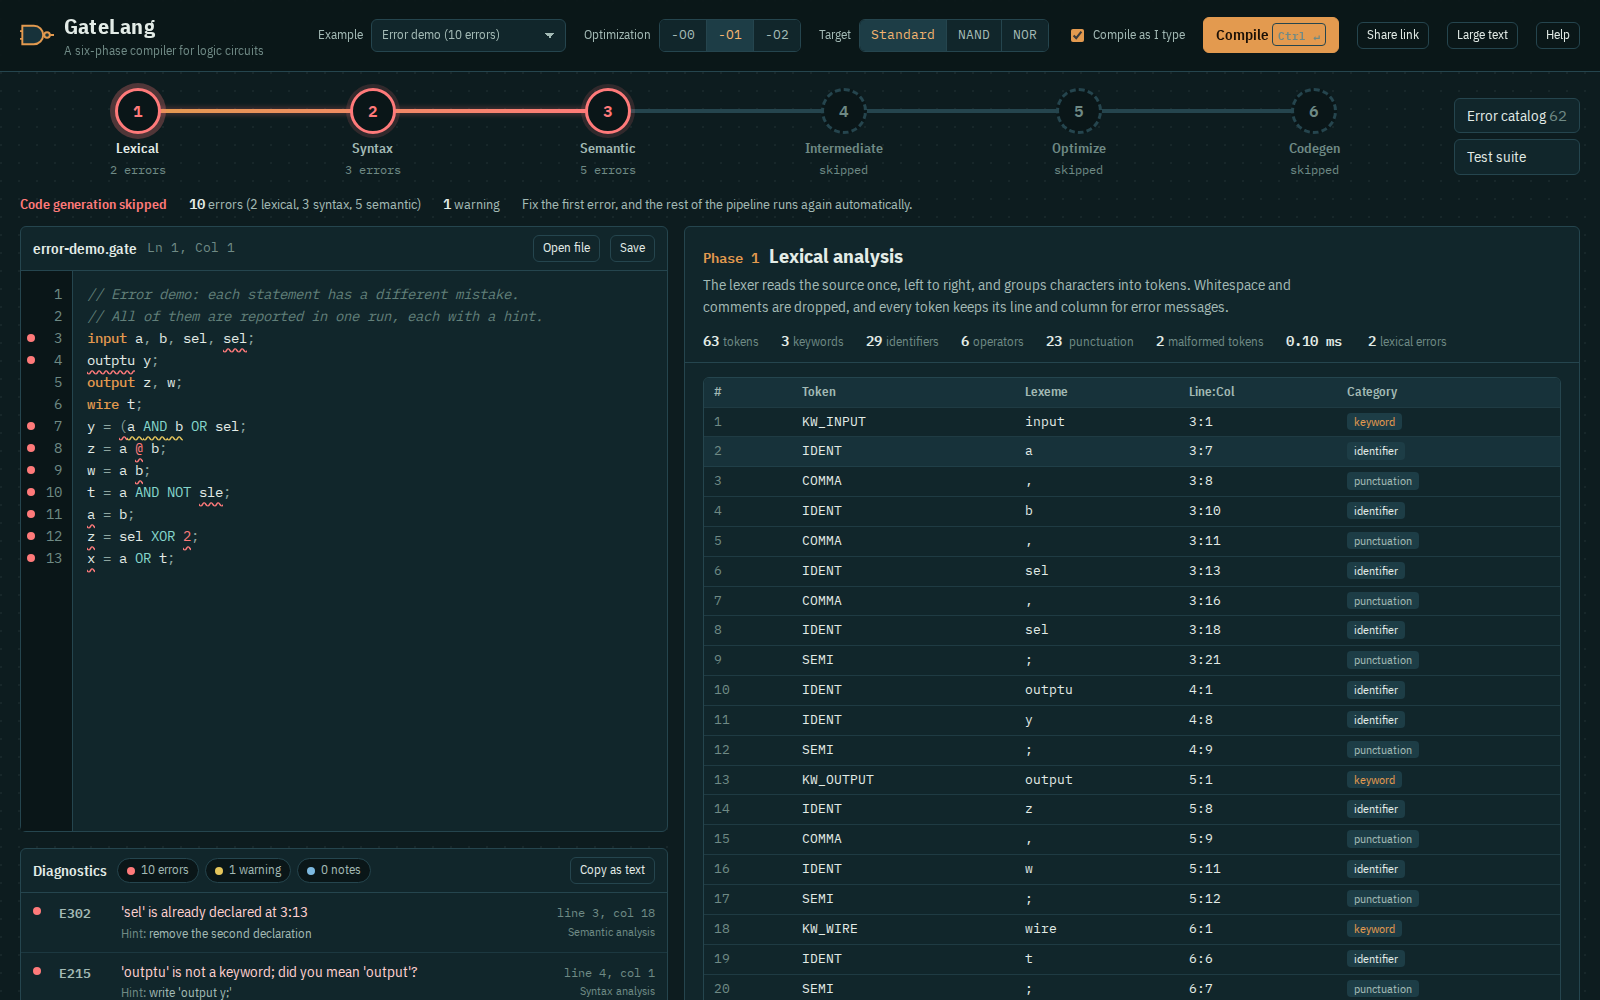 GateLang
A six-phase compiler for logic circuits
Example
Error demo (10 errors)
Optimization
-O0 -O1 -O2
Target
Standard NAND NOR
Compile as I type
Compile Ctrl ↵
Share link
Large text
Help
1 2 3 4 5 6
Lexical Syntax Semantic Intermediate Optimize Codegen
2 errors 3 errors 5 errors skipped skipped skipped
Error catalog 62
Test suite
Code generation skipped 10 errors (2 lexical, 3 syntax, 5 semantic) 1 warning Fix the first error, and the rest of the pipeline runs again automatically.
error-demo.gate Ln 1, Col 1 Open file Save
1 // Error demo: each statement has a different mistake.
2 // All of them are reported in one run, each with a hint.
3 input a, b, sel, sel;
4 outptu y;
5 output z, w;
6 wire t;
7 y = (a AND b OR sel;
8 z = a @ b;
9 w = a b;
10 t = a AND NOT sle;
11 a = b;
12 z = sel XOR 2;
13 x = a OR t;
Diagnostics 10 errors 1 warning 0 notes Copy as text
E302 'sel' is already declared at 3:13 line 3, col 18
Hint: remove the second declaration Semantic analysis
E215 'outptu' is not a keyword; did you mean 'output'? line 4, col 1
Hint: write 'output y;' Syntax analysis
Phase 1 Lexical analysis
The lexer reads the source once, left to right, and groups characters into tokens. Whitespace and
comments are dropped, and every token keeps its line and column for error messages.
63 tokens 3 keywords 29 identifiers 6 operators 23 punctuation 2 malformed tokens 0.10 ms 2 lexical errors
# Token Lexeme Line:Col Category
1 KW_INPUT input 3:1 keyword
2 IDENT a 3:7 identifier
3 COMMA , 3:8 punctuation
4 IDENT b 3:10 identifier
5 COMMA , 3:11 punctuation
6 IDENT sel 3:13 identifier
7 COMMA , 3:16 punctuation
8 IDENT sel 3:18 identifier
9 SEMI ; 3:21 punctuation
10 IDENT outptu 4:1 identifier
11 IDENT y 4:8 identifier
12 SEMI ; 4:9 punctuation
13 KW_OUTPUT output 5:1 keyword
14 IDENT z 5:8 identifier
15 COMMA , 5:9 punctuation
16 IDENT w 5:11 identifier
17 SEMI ; 5:12 punctuation
18 KW_WIRE wire 6:1 keyword
19 IDENT t 6:6 identifier
20 SEMI ; 6:7 punctuation